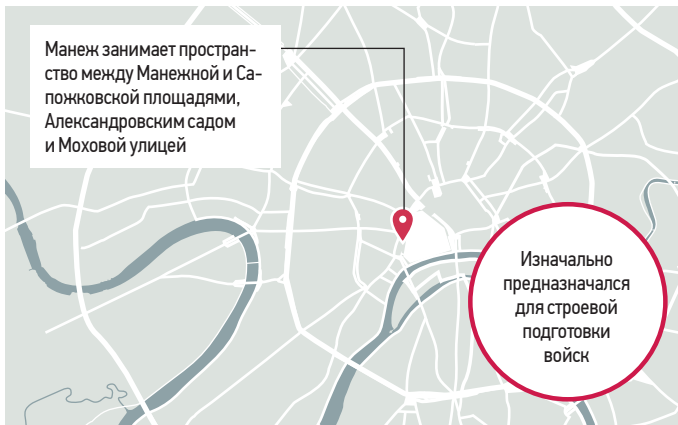 Манеж занимает простран-
ство между Манежной и Са-
пожковской площадями,
Александровским садом
и Моховой улицей
Изначально
предназначался
для строевой
подготовки
войск